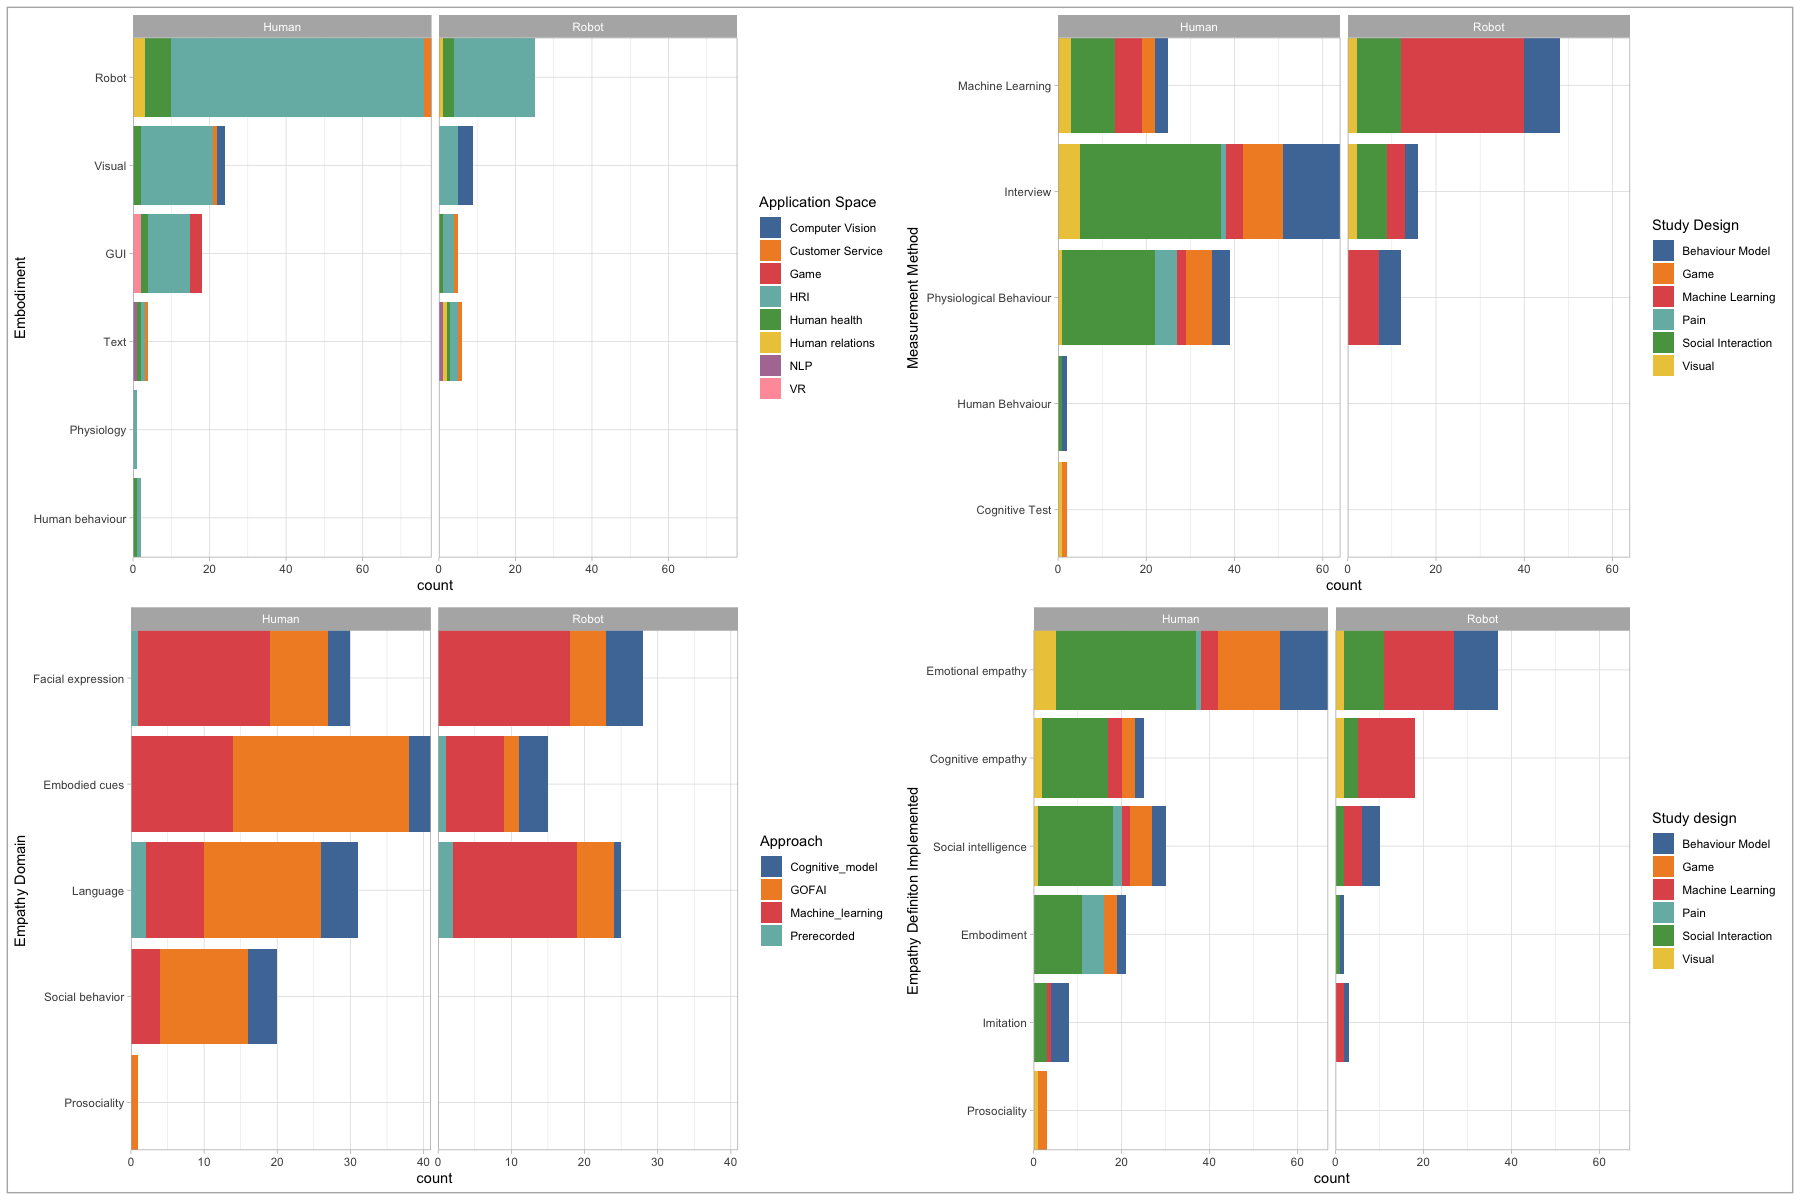 Human
Robot
Embodiment
Robot
Visual
GUI
Text
Physiology
Human behaviour
0 20 40 60
0 20 40 60
count
Application Space
Computer Vision
Customer Service
Game
HRI
Human health
Human relations
NLP
VR
Human
Robot
Measurement Method
Machine Learning
Interview
Physiological Behaviour
Human Behvaiour
Cognitive Test
0 20 40 60
0 20 40 60
count
Study Design
Behaviour Model
Game
Machine Learning
Pain
Social Interaction
Visual
Human
Robot
Empathy Domain
Facial expression
Embodied cues
Language
Social behavior
Prosociality
0 10 20 30 40
0 10 20 30 40
count
Approach
Cognitive_model
GOFAI
Machine_learning
Prerecorded
Human
Robot
Empathy Definiton Implemented
Emotional empathy
Cognitive empathy
Social intelligence
Embodiment
Imitation
Prosociality
0 20 40 60
0 20 40 60
count
Study design
Behaviour Model
Game
Machine Learning
Pain
Social Interaction
Visual